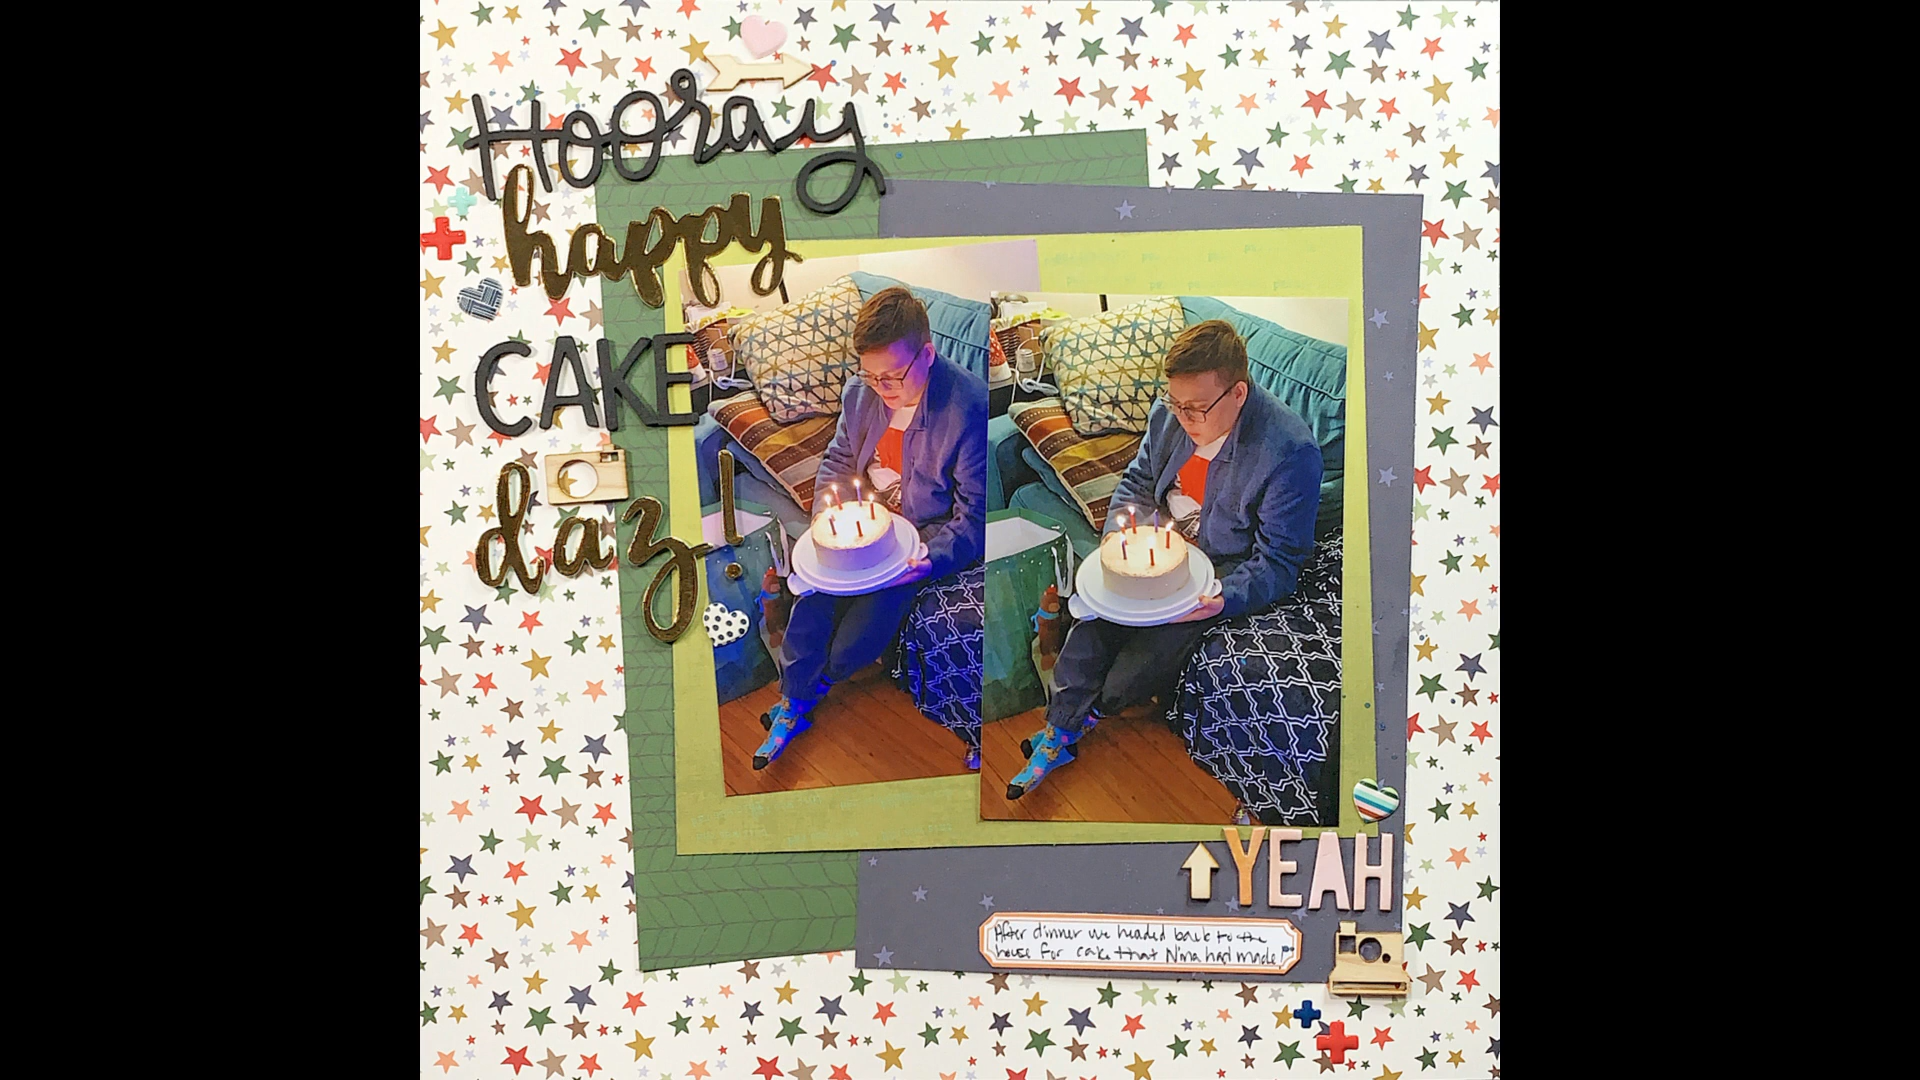 Hooray
happy
CAKE
day!
YEAH
After dinner we headed back to the
house for cake that Nina had made!